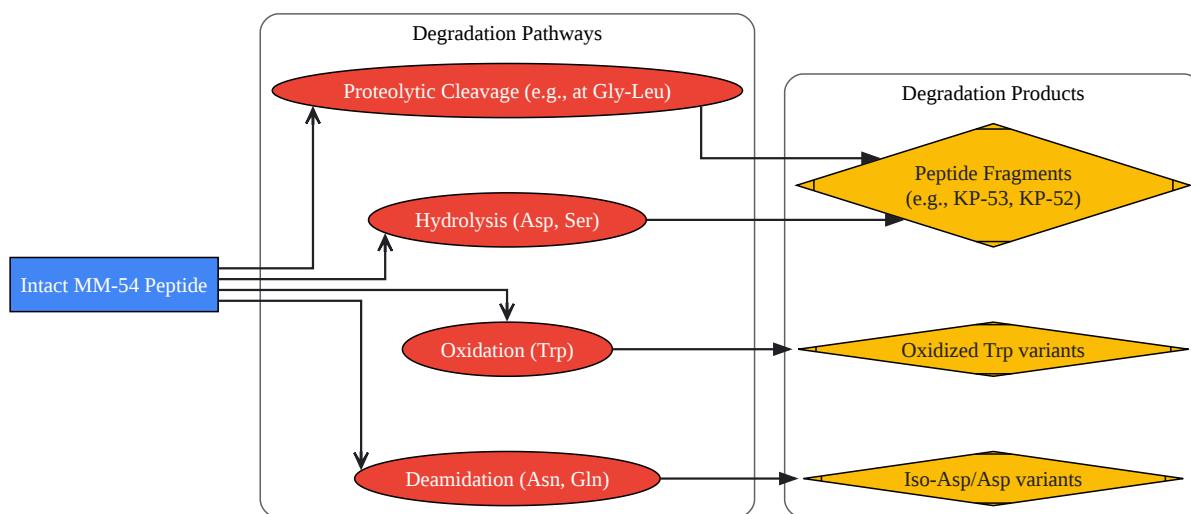 Degradation Pathways
Proteolytic Cleavage (e.g., at Gly-Leu)
Hydrolysis (Asp, Ser)
Intact MM-54 Peptide
Oxidation (Trp)
Deamidation (Asn, Gln)
Degradation Products
Peptide Fragments
(e.g., KP-53, KP-52)
Oxidized Trp variants
Iso-Asp/Asp variants